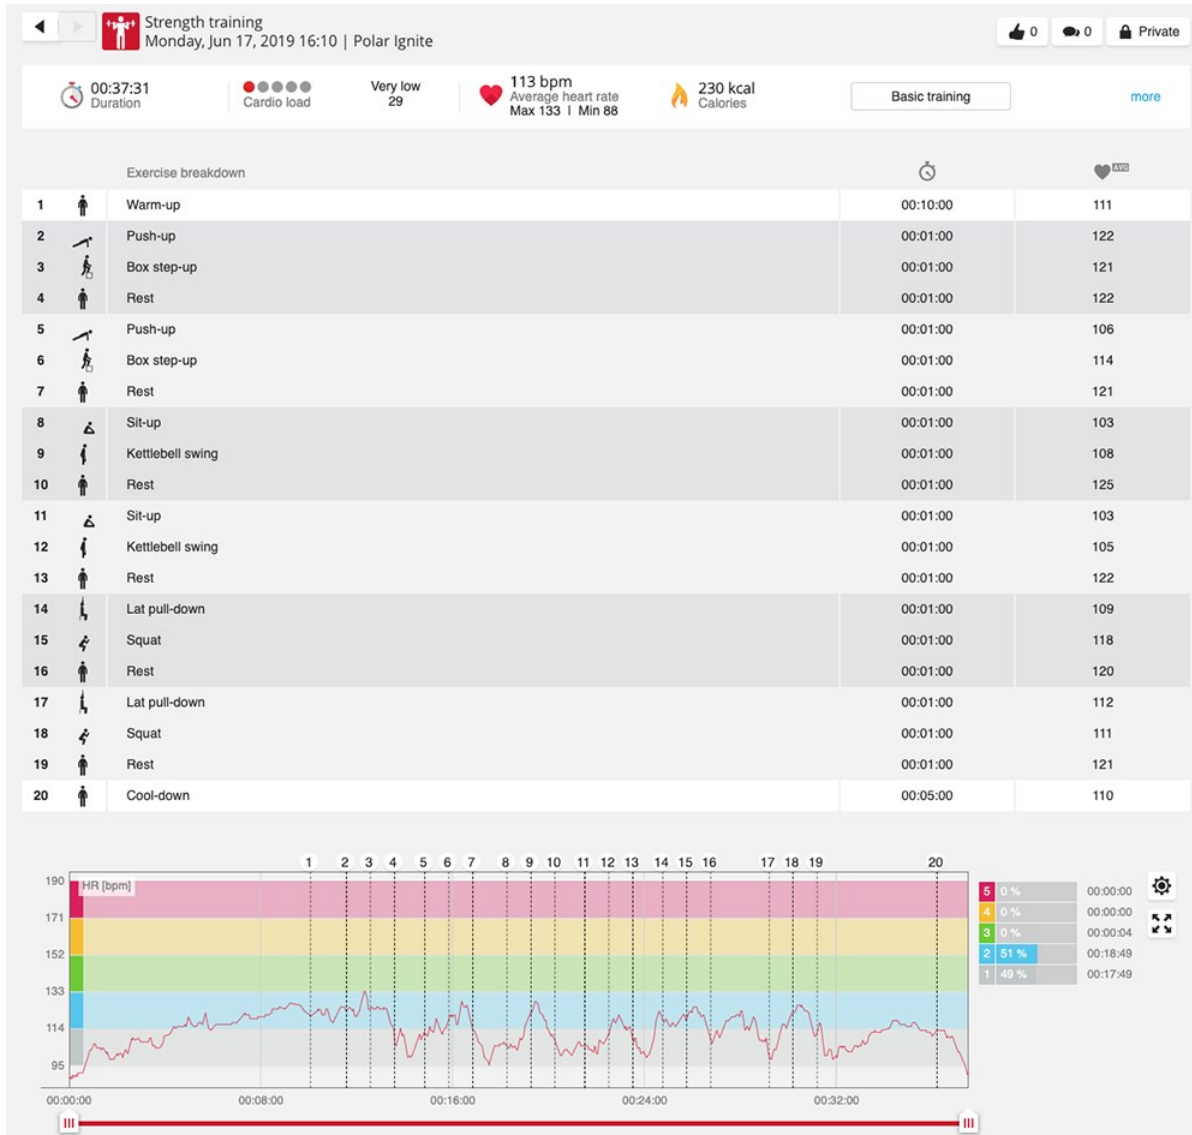 Strength training
Monday, Jun 17, 2019 16:10 | Polar Ignite
0 0 Private
00:37:31
Duration
Cardio load
Very low
29
113 bpm
Average heart rate
Max 133 | Min 88
230 kcal
Calories
Basic training
more
Exercise breakdown AVG
1 Warm-up 00:10:00 111
2 Push-up 00:01:00 122
3 Box step-up 00:01:00 121
4 Rest 00:01:00 122
5 Push-up 00:01:00 106
6 Box step-up 00:01:00 114
7 Rest 00:01:00 121
8 Sit-up 00:01:00 103
9 Kettlebell swing 00:01:00 108
10 Rest 00:01:00 125
11 Sit-up 00:01:00 103
12 Kettlebell swing 00:01:00 105
13 Rest 00:01:00 122
14 Lat pull-down 00:01:00 109
15 Squat 00:01:00 118
16 Rest 00:01:00 120
17 Lat pull-down 00:01:00 112
18 Squat 00:01:00 111
19 Rest 00:01:00 121
20 Cool-down 00:05:00 110
1 2 3 4 5 6 7 8 9 10 11 12 13 14 15 16 17 18 19 20
HR [bpm]
190
171
152
133
114
95
00:00:00 00:08:00 00:16:00 00:24:00 00:32:00
5 0 % 00:00:00
4 0 % 00:00:00
3 0 % 00:00:04
2 51 % 00:18:49
1 49 % 00:17:49